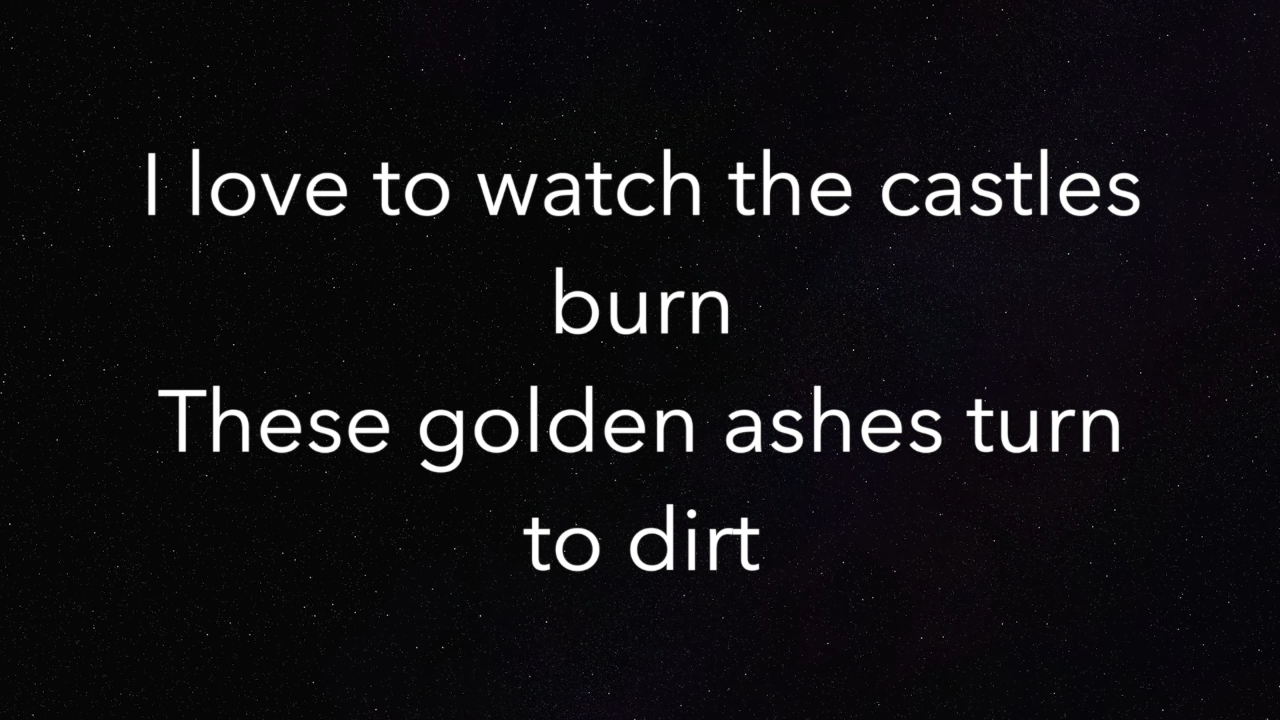 I love to watch the castles
burn
These golden ashes turn
to dirt